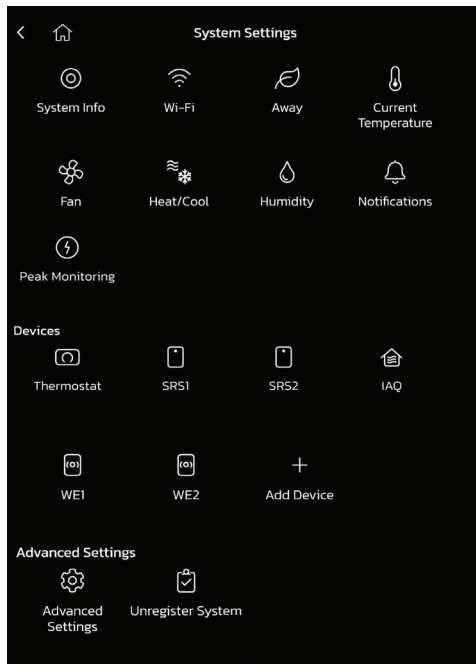 System Settings
System Info
Wi-Fi
Away
Current
Temperature
Fan
Heat/Cool
Humidity
Notifications
Peak Monitoring
Devices
Thermostat
SRS1
SRS2
IAQ
WE1
WE2
Add Device
Advanced Settings
Advanced
Settings
Unregister System